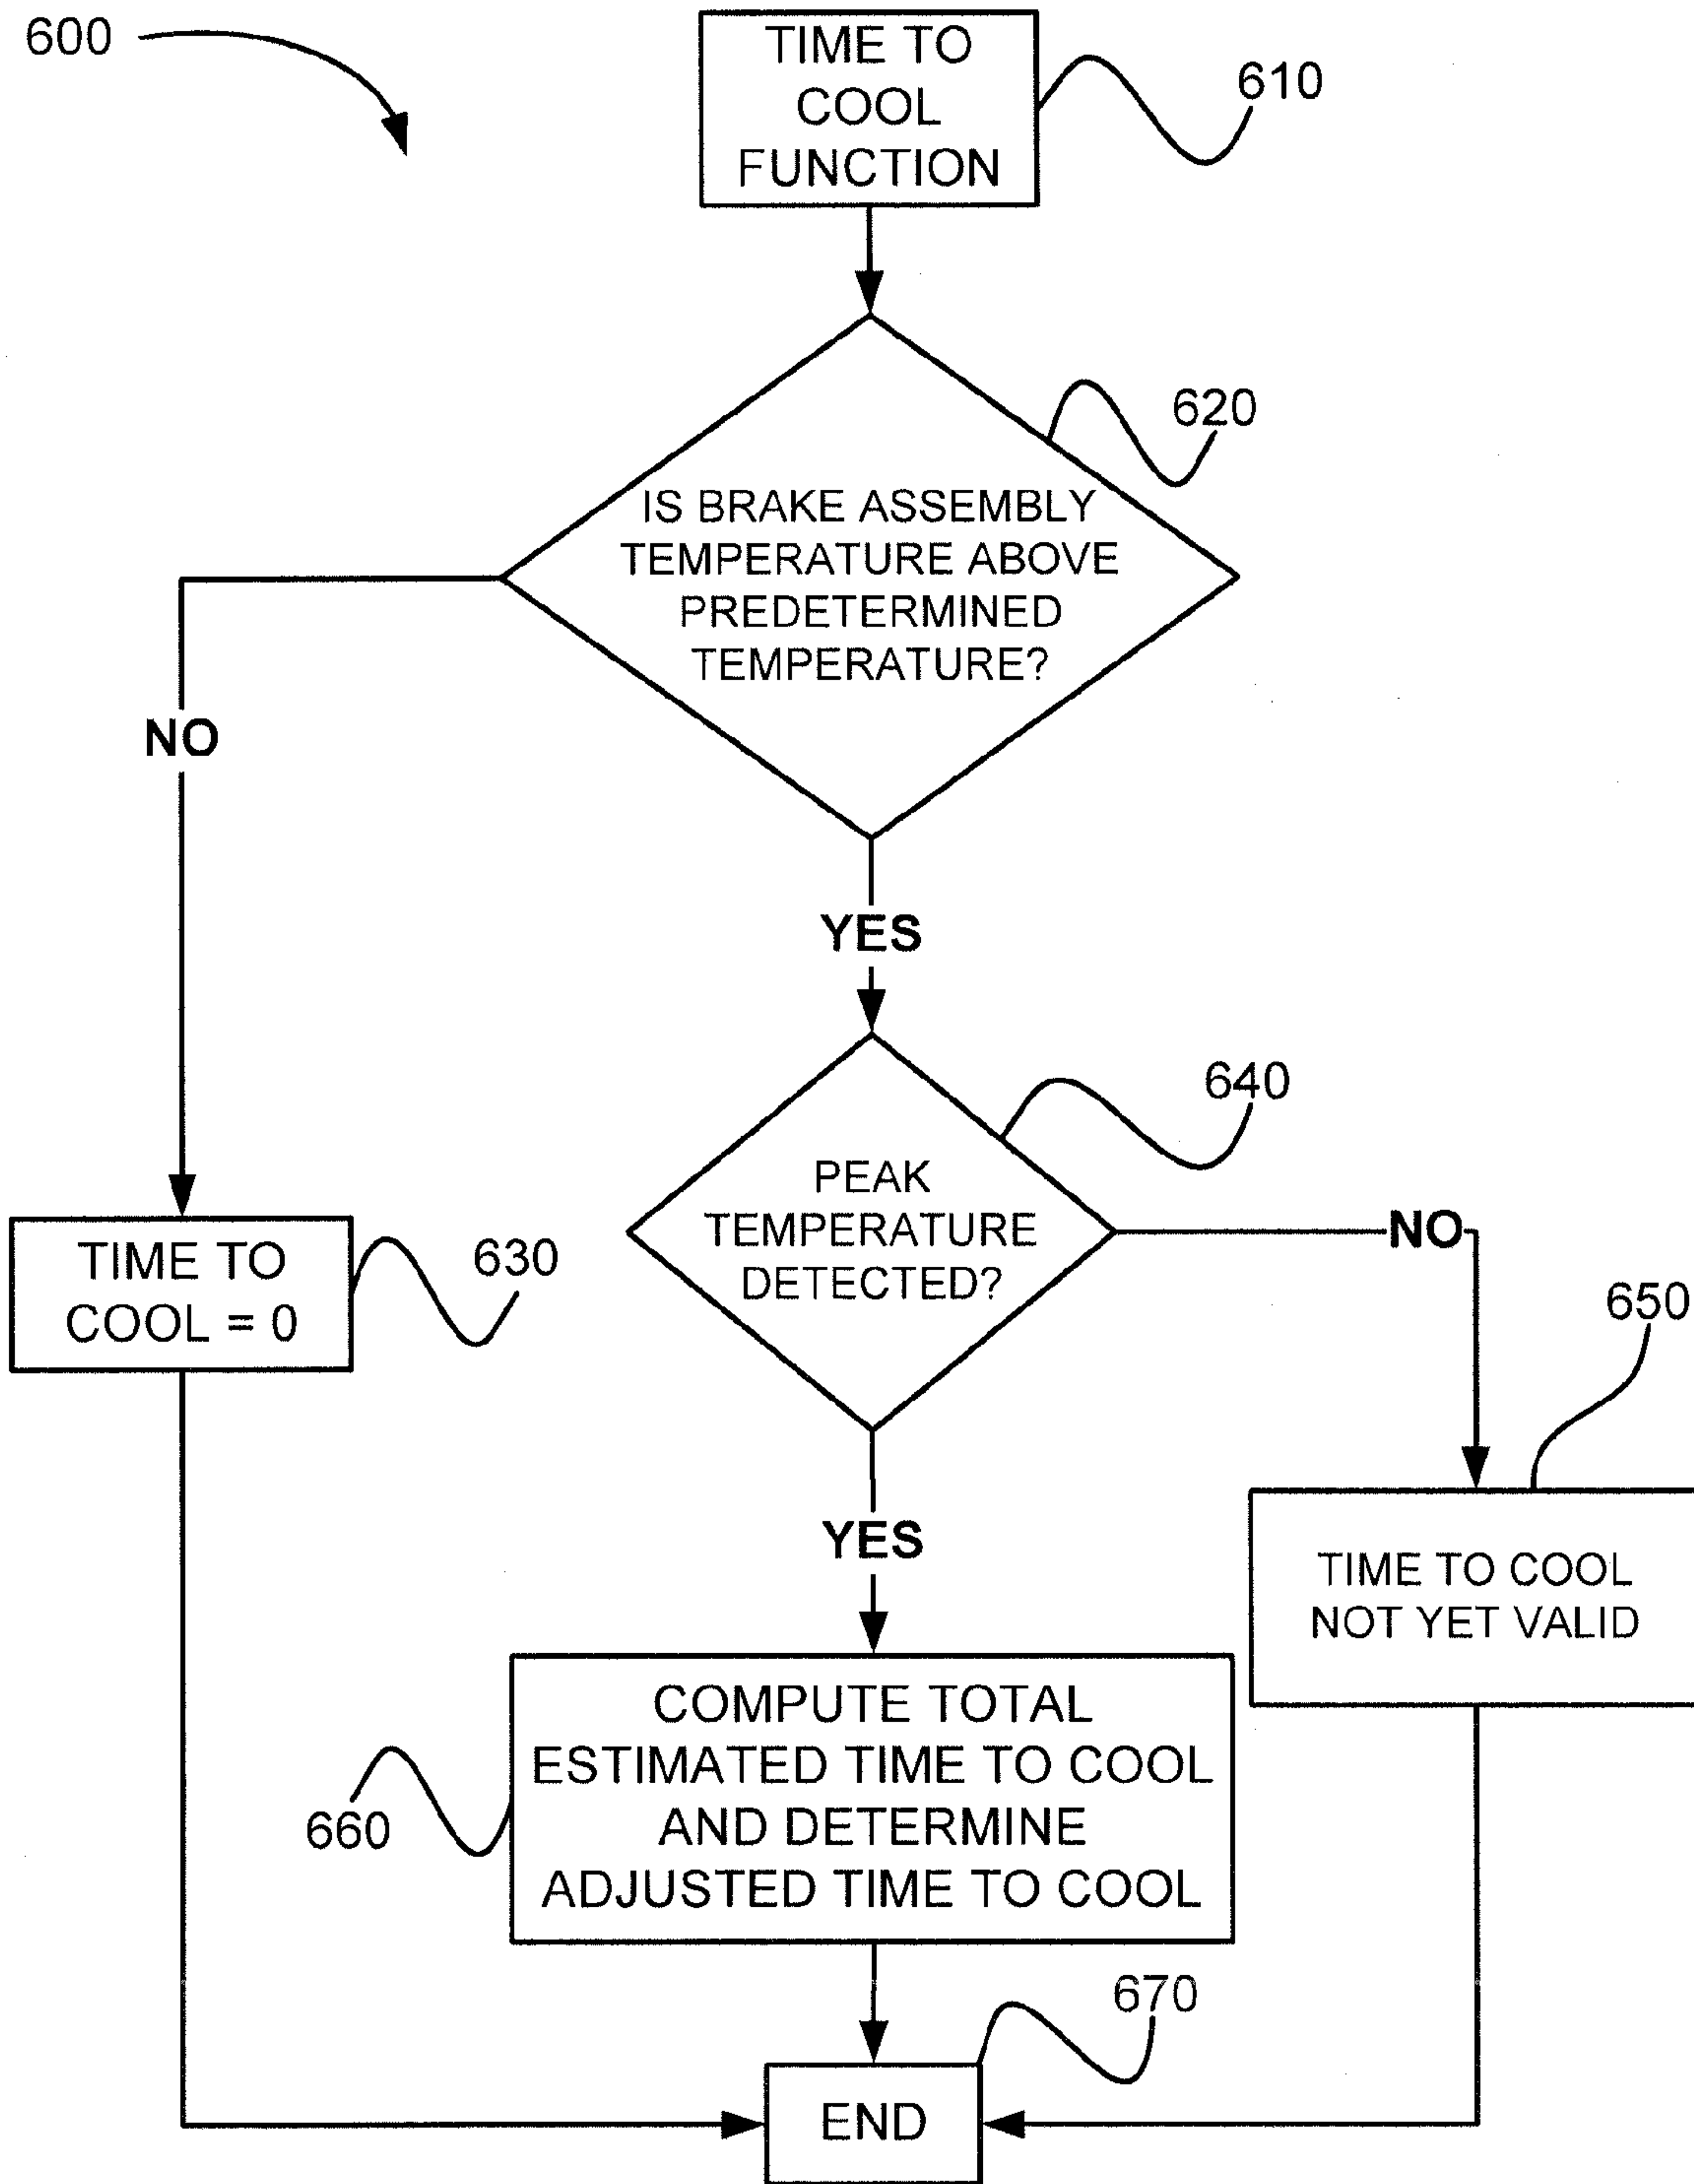 600
TIME TO
COOL
FUNCTION
610
620
IS BRAKE ASSEMBLY
TEMPERATURE ABOVE
PREDETERMINED
TEMPERATURE?
NO
YES
640
PEAK
TEMPERATURE
DETECTED?
NO
TIME TO
COOL = 0
630
650
YES
TIME TO COOL
NOT YET VALID
COMPUTE TOTAL
ESTIMATED TIME TO COOL
AND DETERMINE
ADJUSTED TIME TO COOL
660
670
END